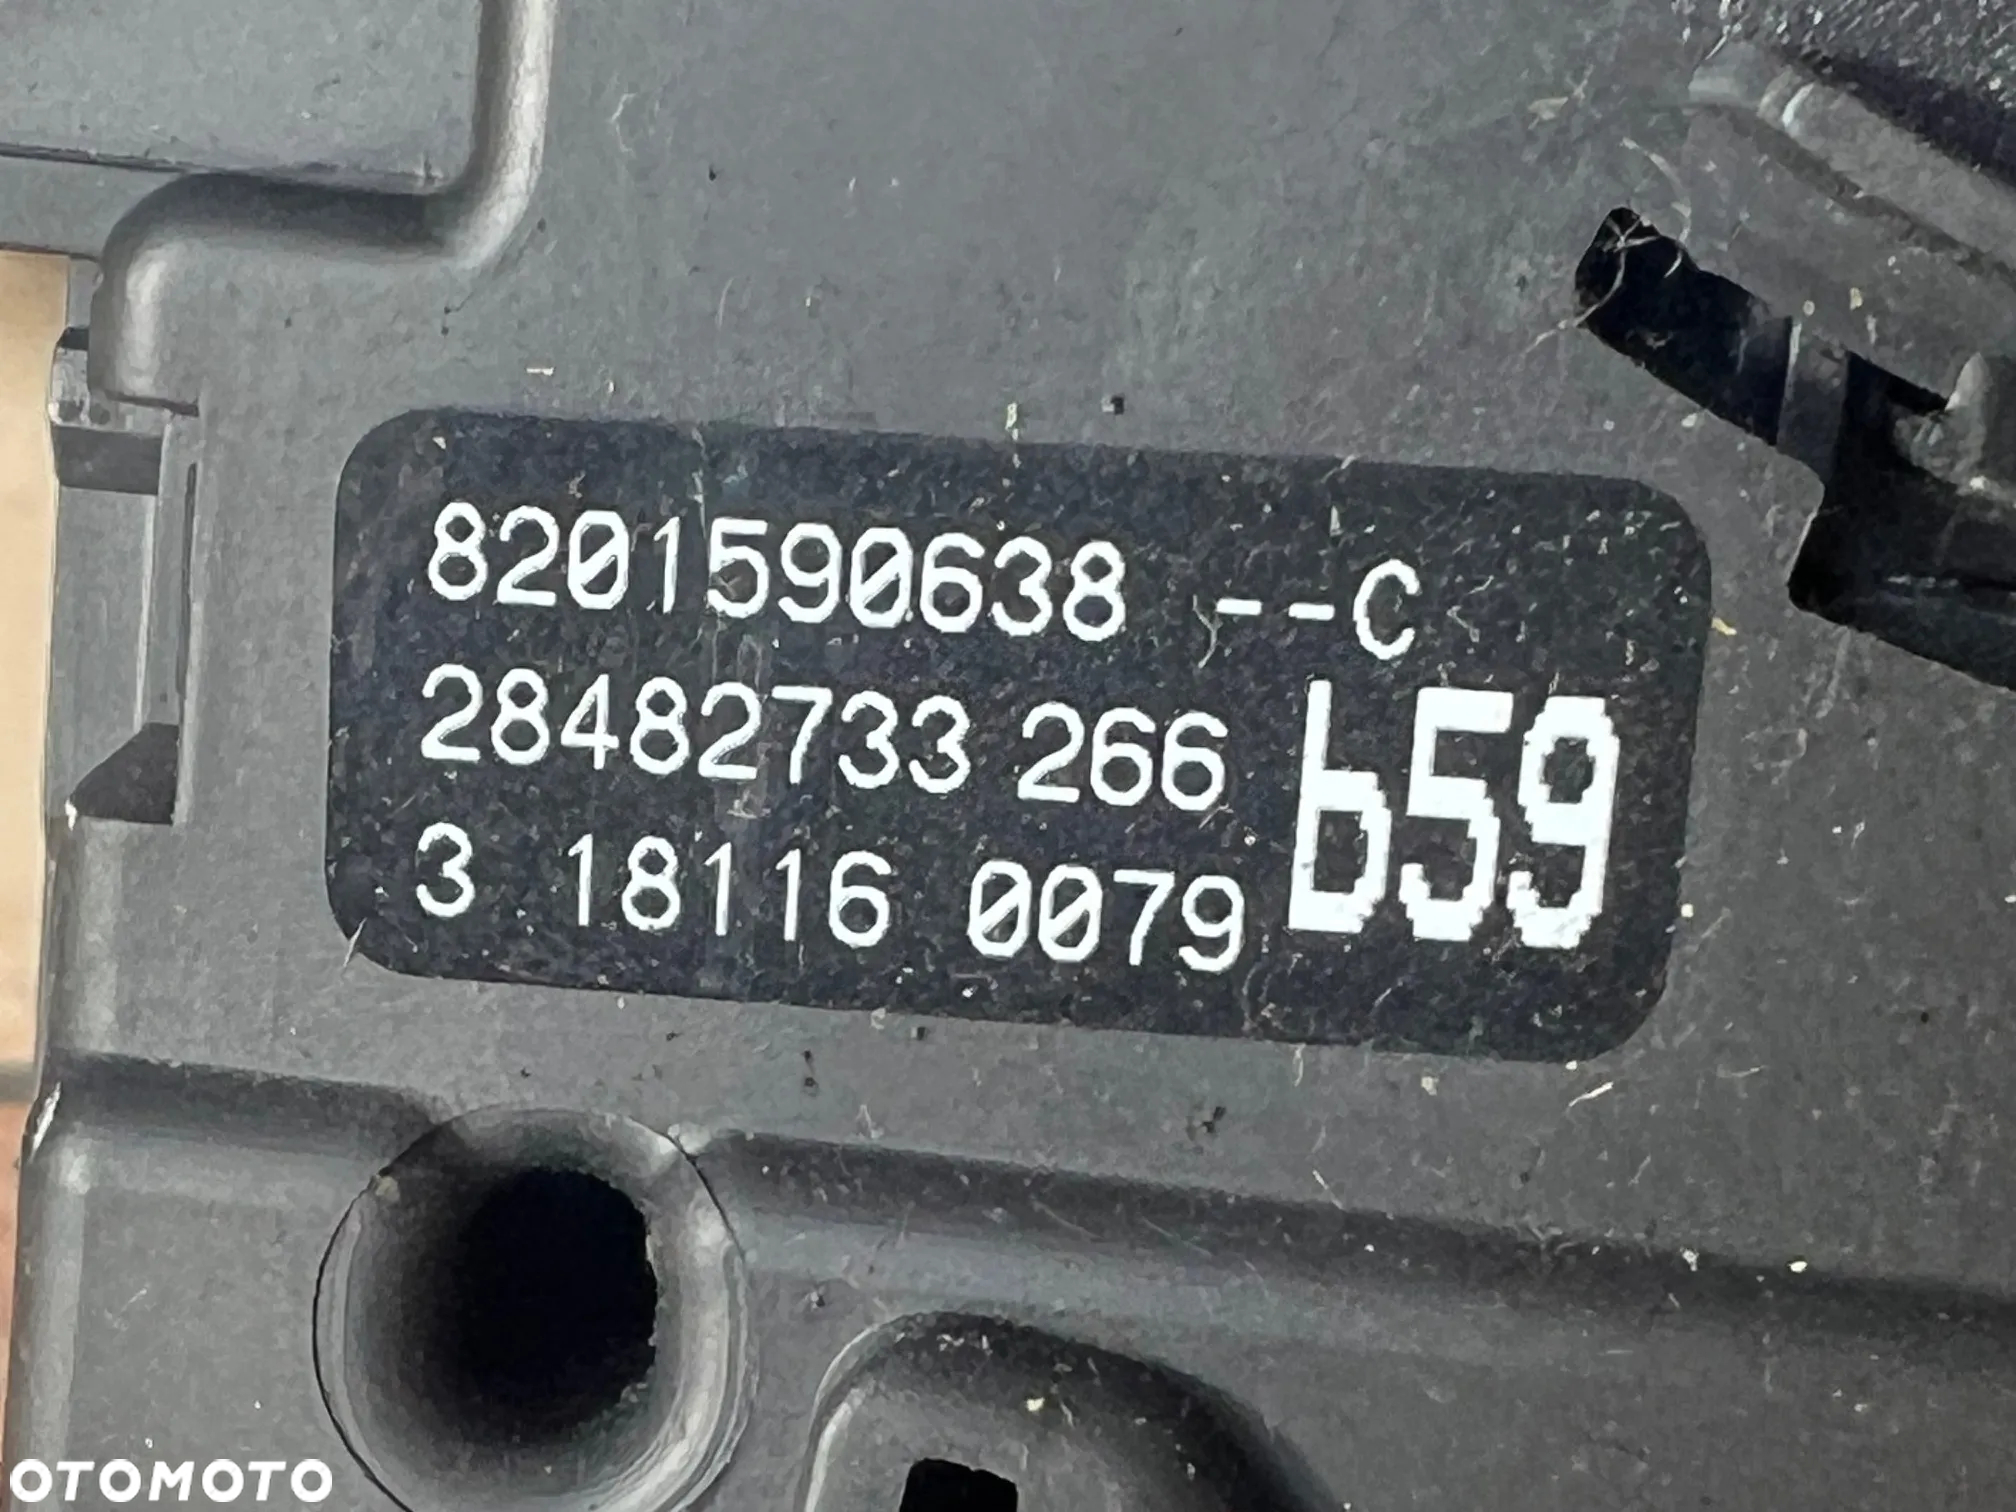 8201590638 --C
28482733 266 b59
3 18116 0079
OTOMOTO